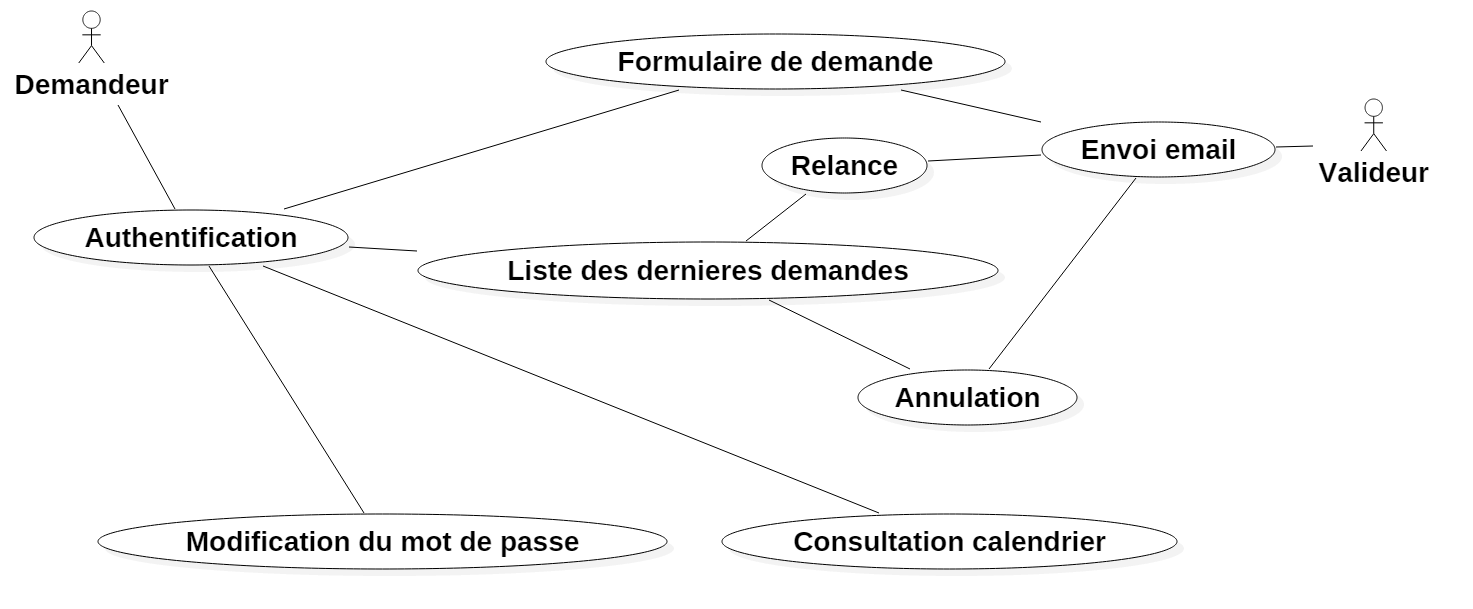 Demandeur
Formulaire de demande
Envoi email
Relance
Valideur
Authentification
Liste des dernieres demandes
Annulation
Modification du mot de passe
Consultation calendrier